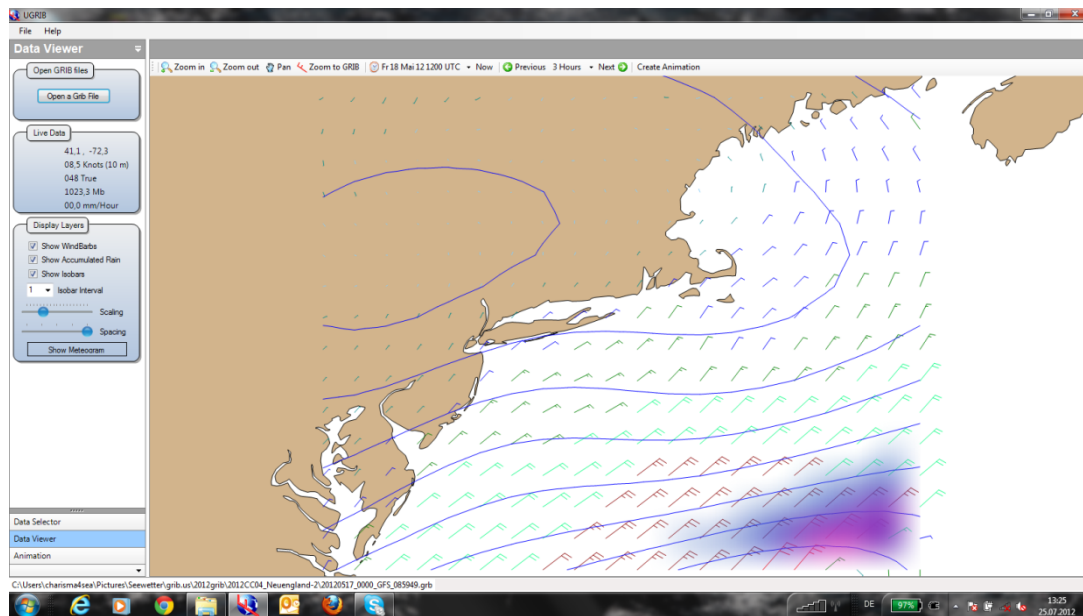 UGRIB
File Help
Data Viewer
Zoom in Zoom out Pan Zoom to GRIB Fr 18 Mai 12 1200 UTC Now Previous 3 Hours Next Create Animation
Open GRIB files
Open a Grib File
Live Data
41,1 , -72,3
08,5 Knots (10 m)
048 True
1023,3 Mb
00,0 mm/Hour
Display Layers
Show WindBarbs
Show Accumulated Rain
Show Isobars
1 Isobar Interval
Scaling
Spacing
Show Meteogram
Data Selector
Data Viewer
Animation
C:\Users\charisma4sea\Pictures\Seewetter\grib.us\2012grib\2012CC04_Neuengland-2\20120517_0000_GFS_085949.grb
DE 97% 13:25
25.07.2012